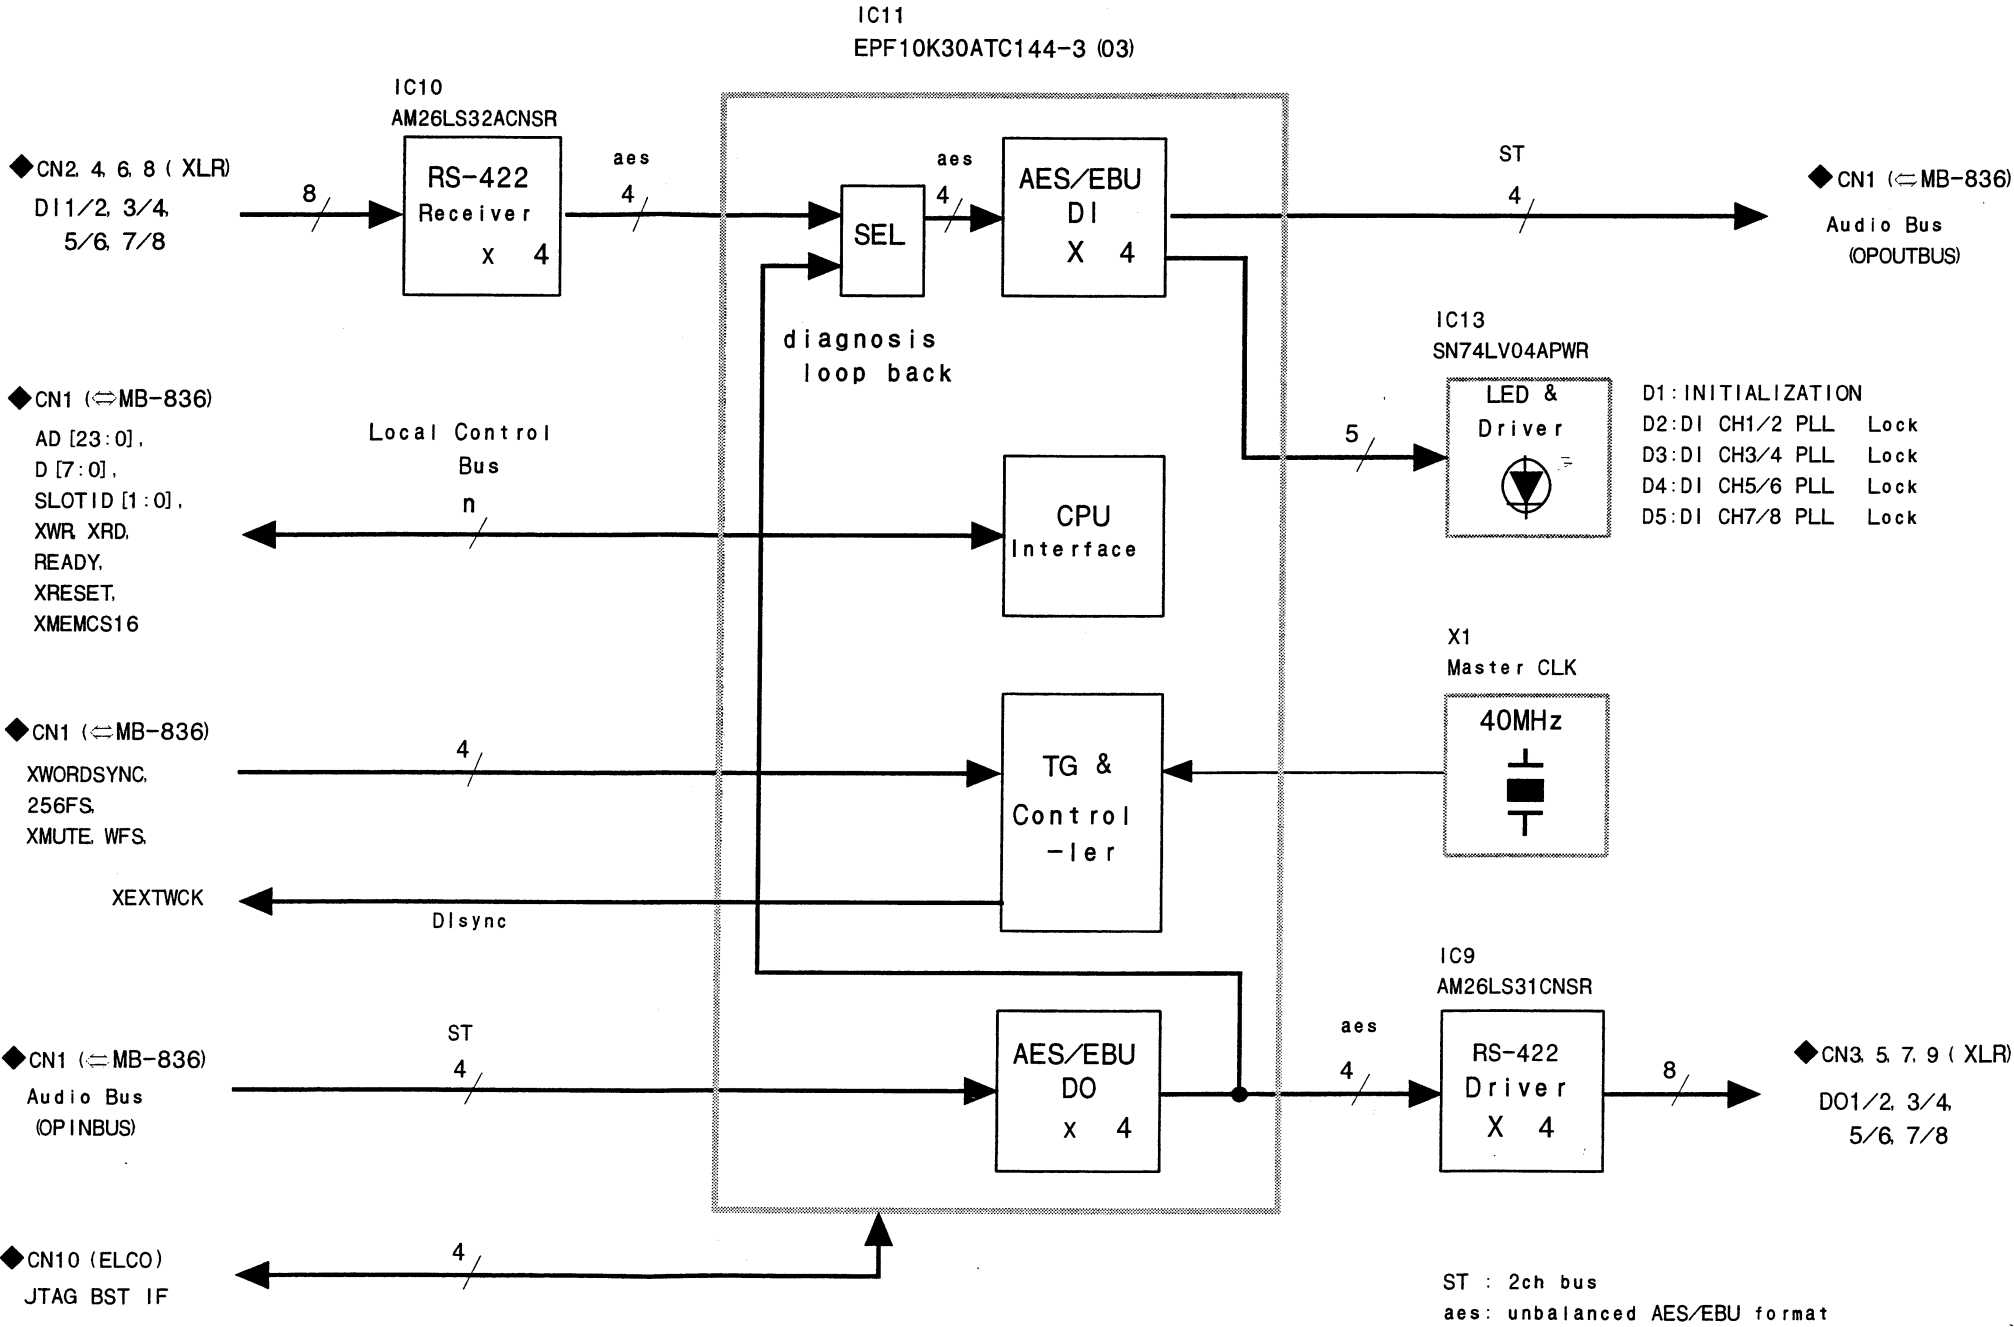 IC11
EPF10K30ATC144-3 (03)
IC10
AM26LS32ACNSR
◆CN2, 4, 6, 8 ( XLR)
DI1/2, 3/4,
5/6, 7/8
8
RS-422
Receiver
x 4
aes
4
SEL
aes
4
AES/EBU
DI
X 4
ST
4
◆CN1 (⇔MB-836)
Audio Bus
(OPOUTBUS)
diagnosis
loop back
IC13
SN74LV04APWR
LED &
Driver
5
D1:INITIALIZATION
D2:DI CH1/2 PLL Lock
D3:DI CH3/4 PLL Lock
D4:DI CH5/6 PLL Lock
D5:DI CH7/8 PLL Lock
◆CN1 (⇔MB-836)
AD [23:0],
D [7:0],
SLOTID [1:0],
XWR, XRD,
READY,
XRESET,
XMEMCS16
Local Control
Bus
n
CPU
Interface
X1
Master CLK
40MHz
◆CN1 (⇔MB-836)
XWORDSYNC,
256FS,
XMUTE, WFS,
4
TG &
Control
-ler
XEXTWCK
DIsync
IC9
AM26LS31CNSR
◆CN1 (⇔MB-836)
Audio Bus
(OPINBUS)
ST
4
AES/EBU
DO
x 4
aes
4
RS-422
Driver
X 4
8
◆CN3, 5, 7, 9 ( XLR)
DO1/2, 3/4,
5/6, 7/8
◆CN10 (ELCO)
JTAG BST IF
4
ST : 2ch bus
aes: unbalanced AES/EBU format